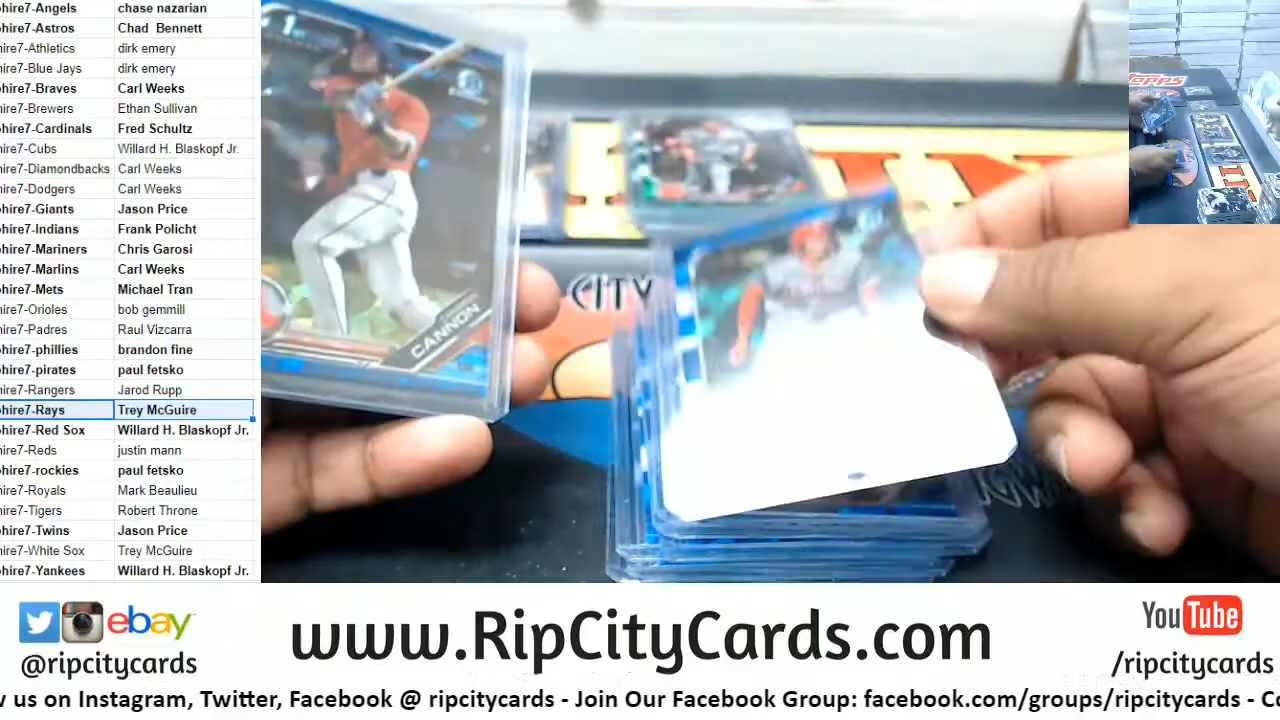 hire7-Angels chase nazarian
hire7-Astros Chad Bennett
hire7-Athletics dirk emery
hire7-Blue Jays dirk emery
hire7-Braves Carl Weeks
hire7-Brewers Ethan Sullivan
hire7-Cardinals Fred Schultz
hire7-Cubs Willard H. Blaskopf Jr.
hire7-Diamondbacks Carl Weeks
hire7-Dodgers Carl Weeks
hire7-Giants Jason Price
hire7-Indians Frank Policht
hire7-Mariners Chris Garosi
hire7-Marlins Carl Weeks
hire7-Mets Michael Tran
hire7-Orioles bob gemmill
hire7-Padres Raul Vizcarra
hire7-phillies brandon fine
hire7-pirates paul fetsko
hire7-Rangers Jarod Rupp
hire7-Rays Trey McGuire
hire7-Red Sox Willard H. Blaskopf Jr.
hire7-Reds justin mann
hire7-rockies paul fetsko
hire7-Royals Mark Beaulieu
hire7-Tigers Robert Throne
hire7-Twins Jason Price
hire7-White Sox Trey McGuire
hire7-Yankees Willard H. Blaskopf Jr.
1st
CANNON
CITY
Topps
ebay
@ripcitycards
www.RipCityCards.com
YouTube
/ripcitycards
w us on Instagram, Twitter, Facebook @ ripcitycards - Join Our Facebook Group: facebook.com/groups/ripcitycards - Co